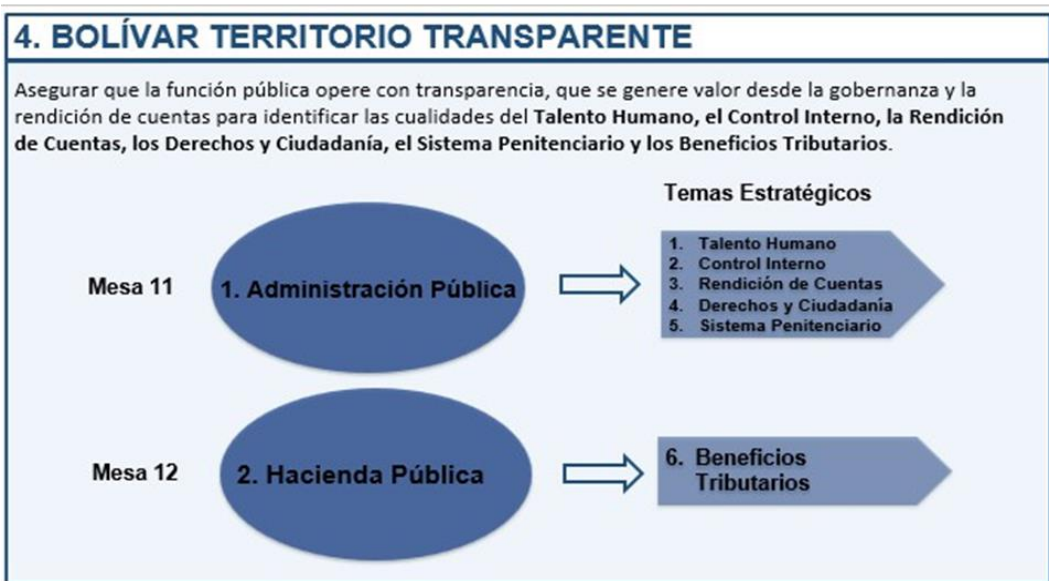 4. BOLÍVAR TERRITORIO TRANSPARENTE
Asegurar que la función pública opere con transparencia, que se genere valor desde la gobernanza y la
rendición de cuentas para identificar las cualidades del Talento Humano, el Control Interno, la Rendición
de Cuentas, los Derechos y Ciudadanía, el Sistema Penitenciario y los Beneficios Tributarios.
Temas Estratégicos
Mesa 11
1. Administración Pública
1. Talento Humano
2. Control Interno
3. Rendición de Cuentas
4. Derechos y Ciudadanía
5. Sistema Penitenciario
Mesa 12
2. Hacienda Pública
6. Beneficios
Tributarios